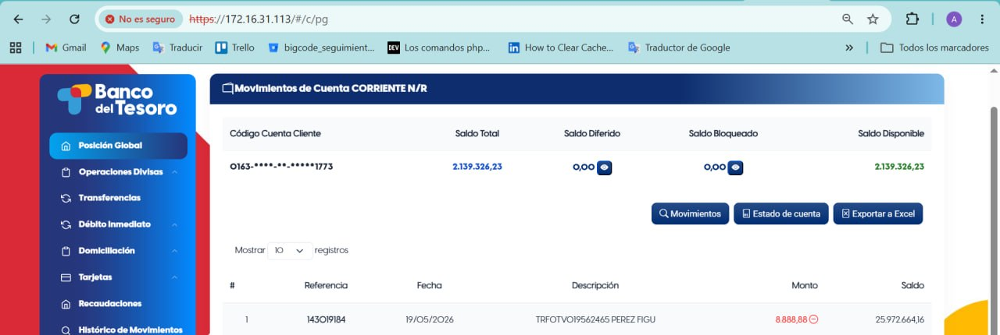 No es seguro https://172.16.31.113/#/c/pg A
Gmail Maps Traducir Trello bigcode_seguimient... DEV Los comandos php... in How to Clear Cache... Traductor de Google » Todos los marcadores
Banco
del Tesoro
Posición Global
Operaciones Divisas
Transferencias
Débito Inmediato
Domiciliación
Tarjetas
Recaudaciones
Histórico de Movimientos
Movimientos de Cuenta CORRIENTE N/R
Código Cuenta Cliente Saldo Total Saldo Diferido Saldo Bloqueado Saldo Disponible
0163-****-**-*****1773 2.139.326,23 0,00 0,00 2.139.326,23
Movimientos Estado de cuenta Exportar a Excel
Mostrar 10 registros
# Referencia Fecha Descripción Monto Saldo
1 143019184 19/05/2026 TRFOTVO19562465 PEREZ FIGU 8.888,88 25.972.664,16